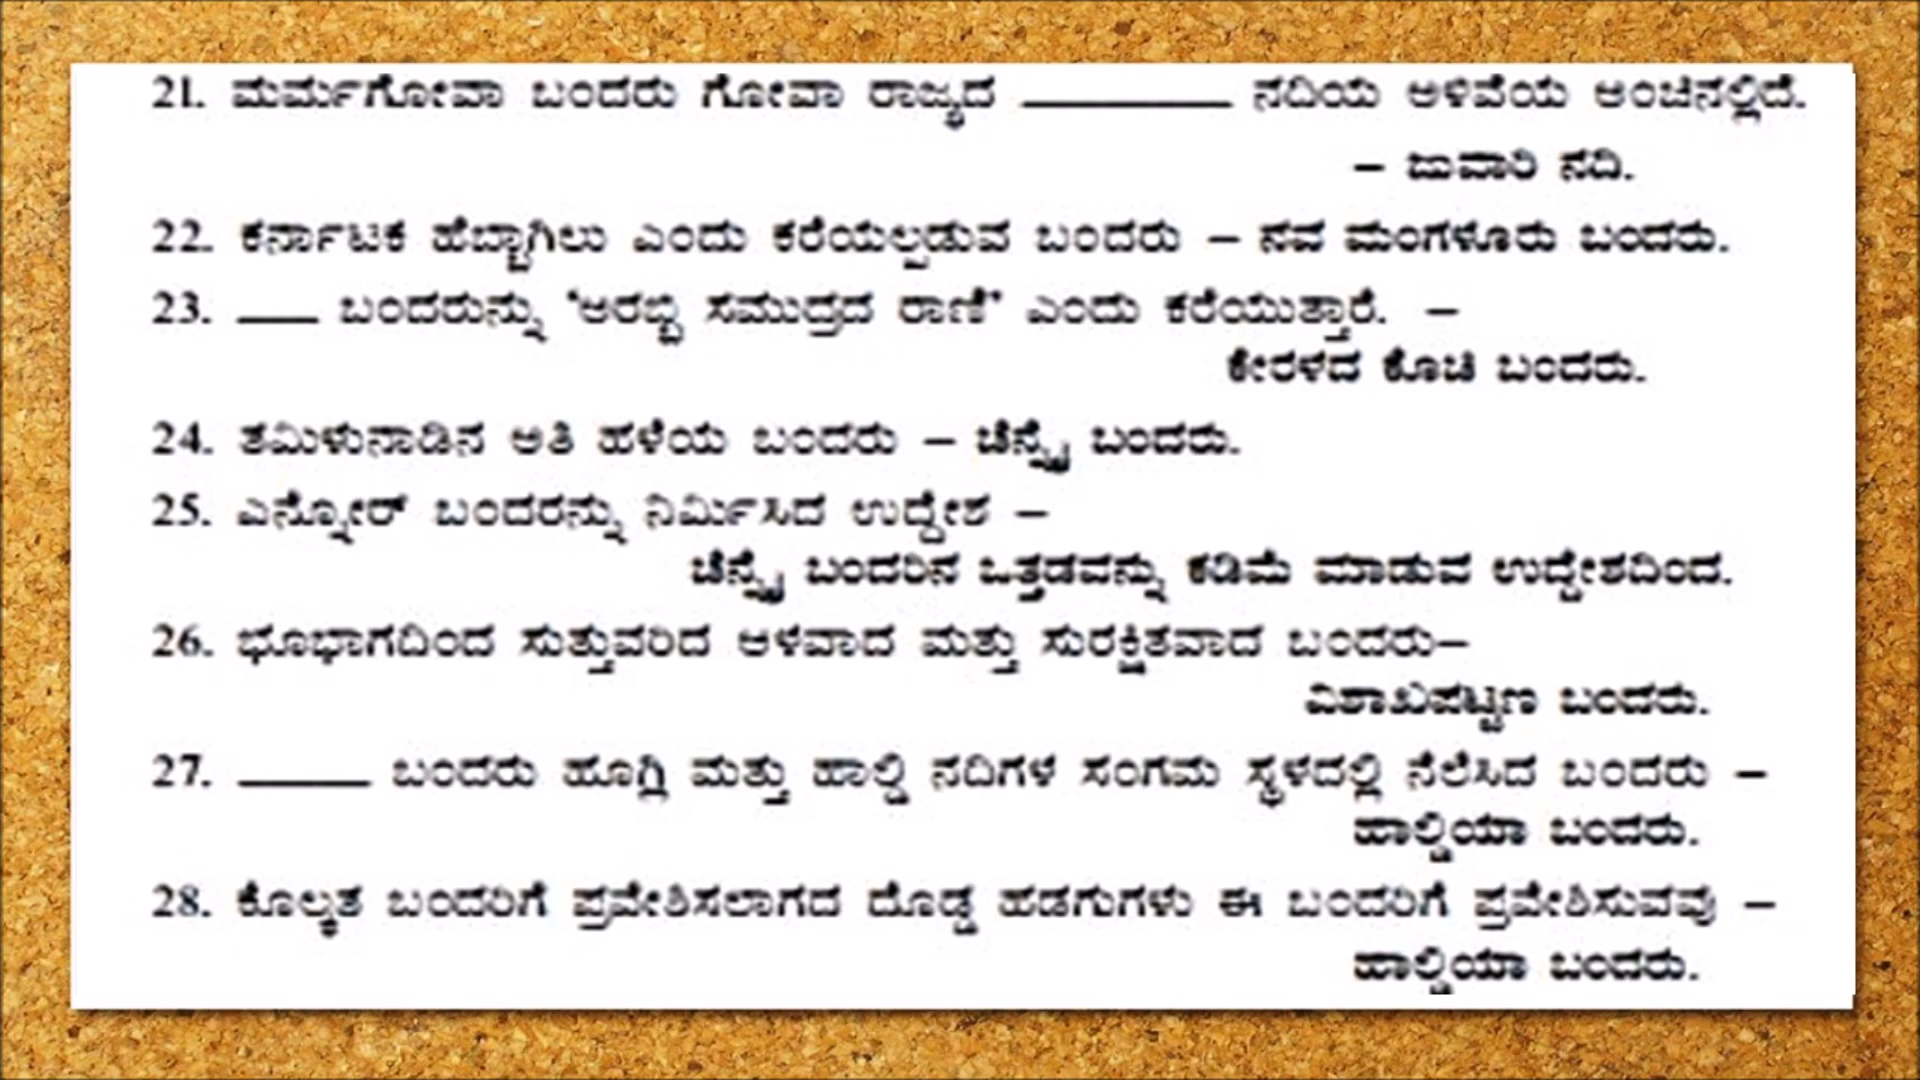 21. ಮರ್ಮಗೋವಾ ಬಂದರು ಗೋವಾ ರಾಜ್ಯದ ________ ನದಿಯ ಅಳಿವೆಯ ಅಂಚಿನಲ್ಲಿದೆ.
– ಜುವಾರಿ ನದಿ.
22. ಕರ್ನಾಟಕ ಹೆಬ್ಬಾಗಿಲು ಎಂದು ಕರೆಯಲ್ಪಡುವ ಬಂದರು – ನವ ಮಂಗಳೂರು ಬಂದರು.
23. ___ ಬಂದರುನ್ನು 'ಅರಬ್ಬಿ ಸಮುದ್ರದ ರಾಣಿ' ಎಂದು ಕರೆಯುತ್ತಾರೆ. –
ಕೇರಳದ ಕೊಚಿ ಬಂದರು.
24. ತಮಿಳುನಾಡಿನ ಅತಿ ಹಳೆಯ ಬಂದರು – ಚೆನ್ನೈ ಬಂದರು.
25. ಎನ್ನೋರ್ ಬಂದರನ್ನು ನಿರ್ಮಿಸಿದ ಉದ್ದೇಶ –
ಚೆನ್ನೈ ಬಂದರಿನ ಒತ್ತಡವನ್ನು ಕಡಿಮೆ ಮಾಡುವ ಉದ್ದೇಶದಿಂದ.
26. ಭೂಭಾಗದಿಂದ ಸುತ್ತುವರಿದ ಆಳವಾದ ಮತ್ತು ಸುರಕ್ಷಿತವಾದ ಬಂದರು–
ವಿಶಾಖಪಟ್ಟಣ ಬಂದರು.
27. _____ ಬಂದರು ಹೂಗ್ಲಿ ಮತ್ತು ಹಾಲ್ಡಿ ನದಿಗಳ ಸಂಗಮ ಸ್ಥಳದಲ್ಲಿ ನೆಲೆಸಿದ ಬಂದರು –
ಹಾಲ್ಡಿಯಾ ಬಂದರು.
28. ಕೊಲ್ಕತ ಬಂದರಿಗೆ ಪ್ರವೇಶಿಸಲಾಗದ ದೊಡ್ಡ ಹಡಗುಗಳು ಈ ಬಂದರಿಗೆ ಪ್ರವೇಶಿಸುವವು –
ಹಾಲ್ಡಿಯಾ ಬಂದರು.